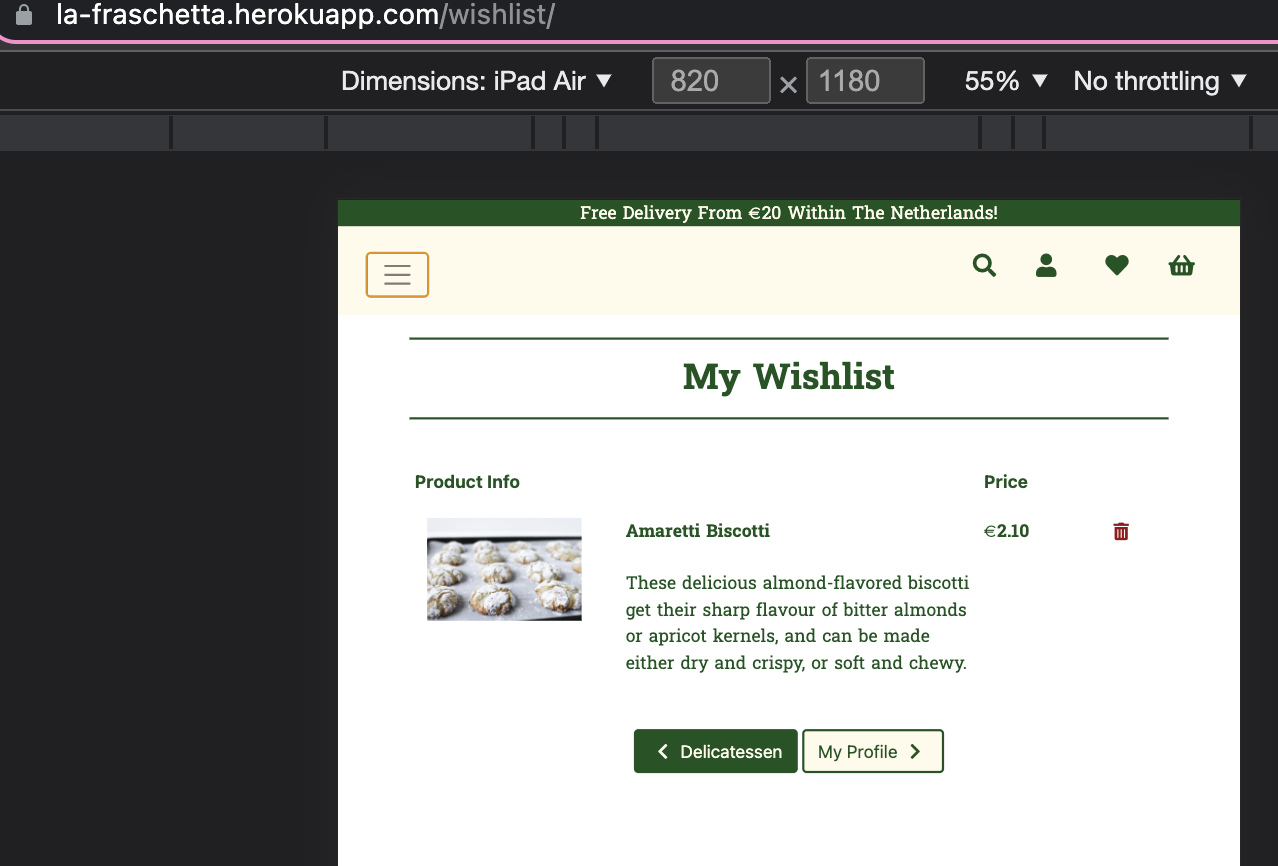 la-fraschetta.herokuapp.com/wishlist/
Dimensions: iPad Air ▼ 820 × 1180 55% ▼ No throttling ▼
Free Delivery From €20 Within The Netherlands!
My Wishlist
Product Info Price
Amaretti Biscotti €2.10
These delicious almond-flavored biscotti
get their sharp flavour of bitter almonds
or apricot kernels, and can be made
either dry and crispy, or soft and chewy.
Delicatessen My Profile